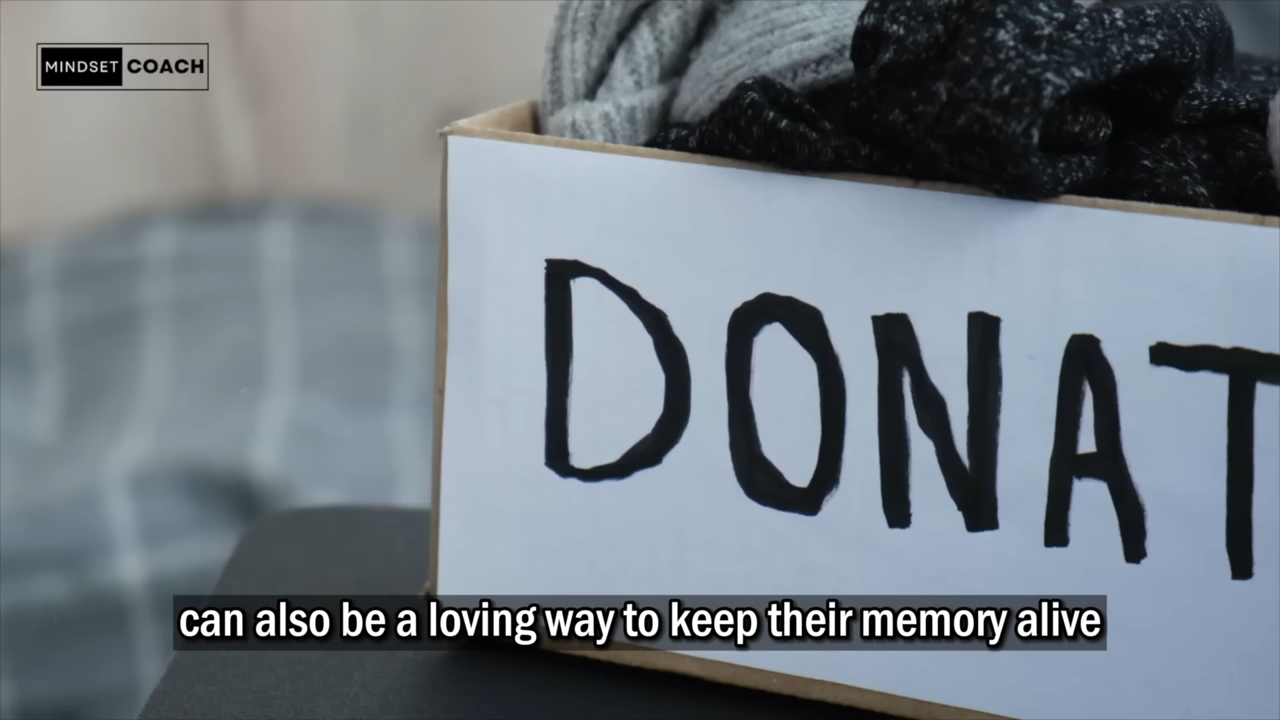 MINDSET COACH
DONAT
can also be a loving way to keep their memory alive